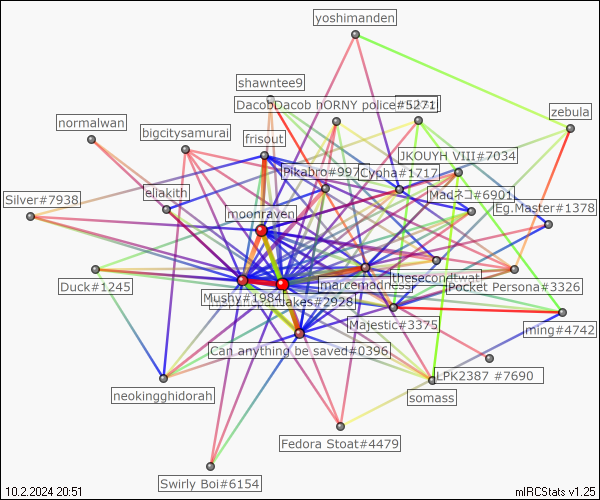 yoshimanden
shawntee9
DacobDacob hORNY police#5271
zebula
normalwan
bigcitysamurai
frisout
JKOUYH VIII#7034
Pikabro#997
Cypha#1717
Silver#7938
ellakith
Madネコ#6901
Eg.Master#1378
moonraven
thesecondtwat
marcemadness
Duck#1245
Pocket Persona#3326
Mushy#1984
akes#2928
Majestic#3375
ming#4742
Can anything be saved#0396
LPK2387 #7690
neokingghidorah
somass
Fedora Stoat#4479
Swirly Boi#6154
10.2.2024 20:51
mIRCStats v1.25